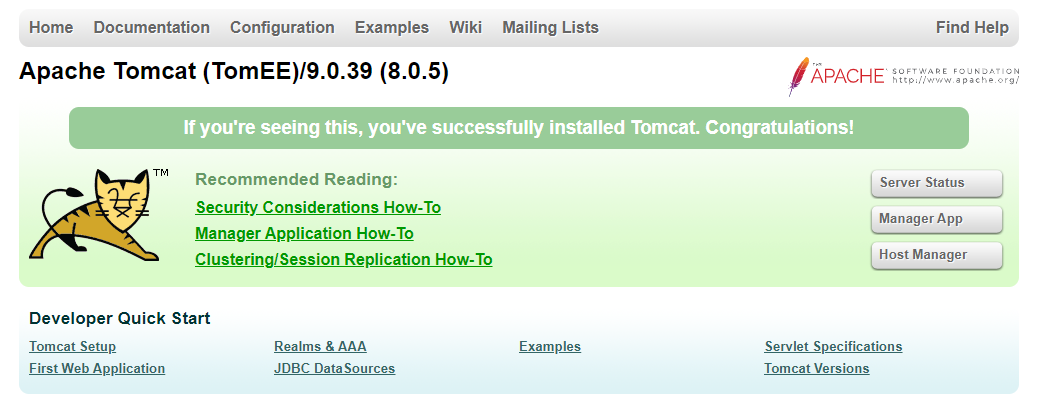 Home Documentation Configuration Examples Wiki Mailing Lists Find Help
Apache Tomcat (TomEE)/9.0.39 (8.0.5)
THE APACHE SOFTWARE FOUNDATION
http://www.apache.org/
If you're seeing this, you've successfully installed Tomcat. Congratulations!
TM
Recommended Reading:
Security Considerations How-To
Manager Application How-To
Clustering/Session Replication How-To
Server Status
Manager App
Host Manager
Developer Quick Start
Tomcat Setup Realms & AAA Examples Servlet Specifications
First Web Application JDBC DataSources Tomcat Versions